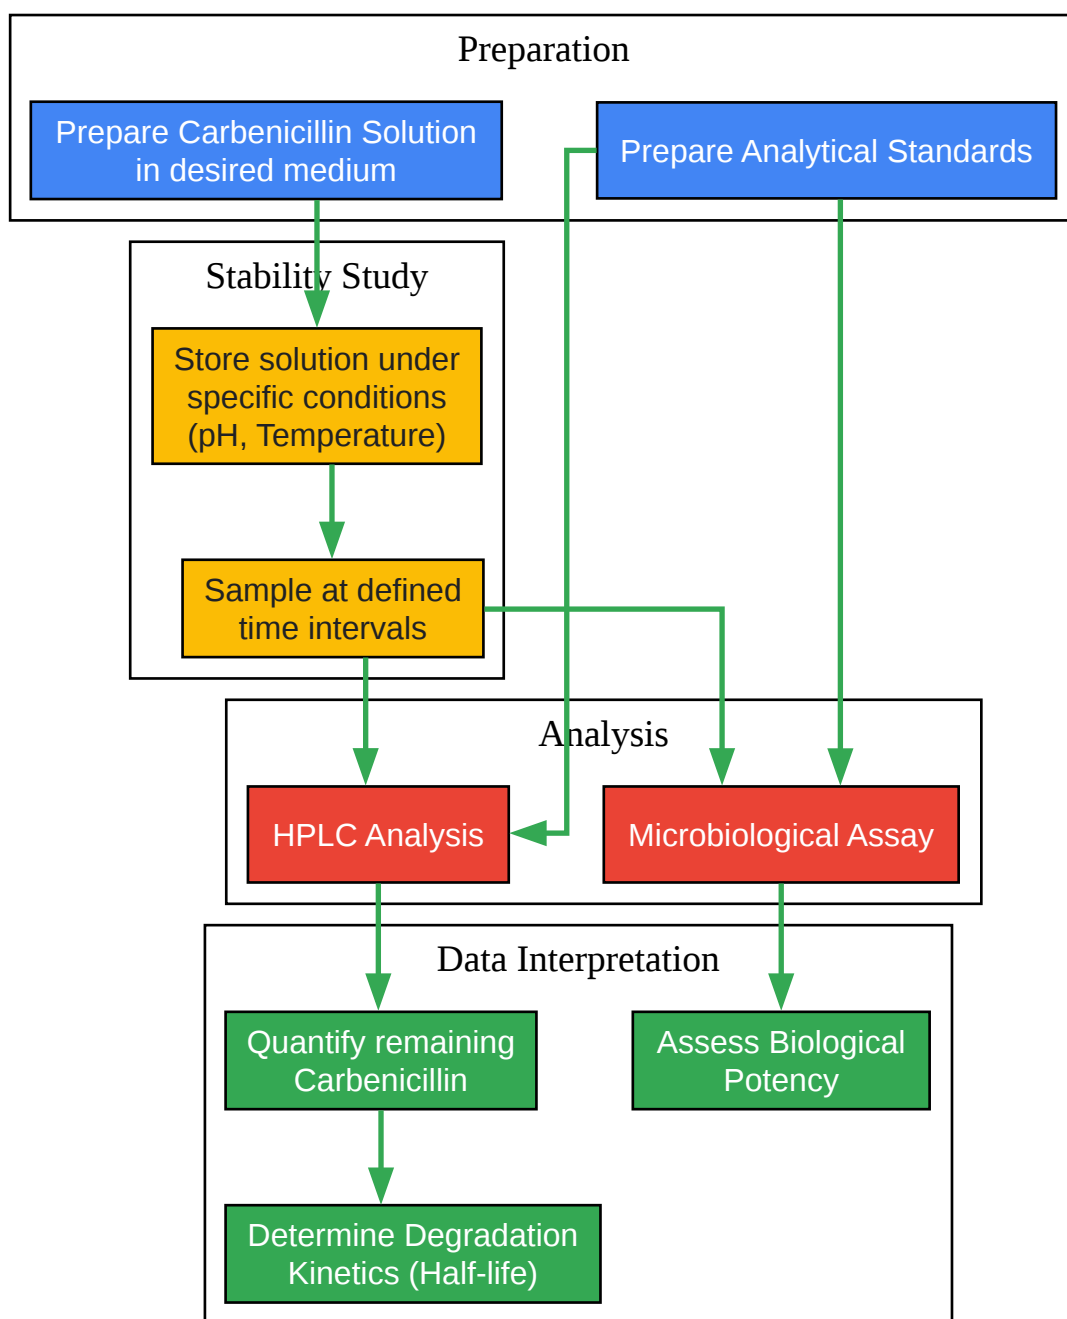 Preparation
Prepare Carbenicillin Solution
in desired medium
Prepare Analytical Standards
Stability Study
Store solution under
specific conditions
(pH, Temperature)
Sample at defined
time intervals
Analysis
HPLC Analysis
Microbiological Assay
Data Interpretation
Quantify remaining
Carbenicillin
Assess Biological
Potency
Determine Degradation
Kinetics (Half-life)